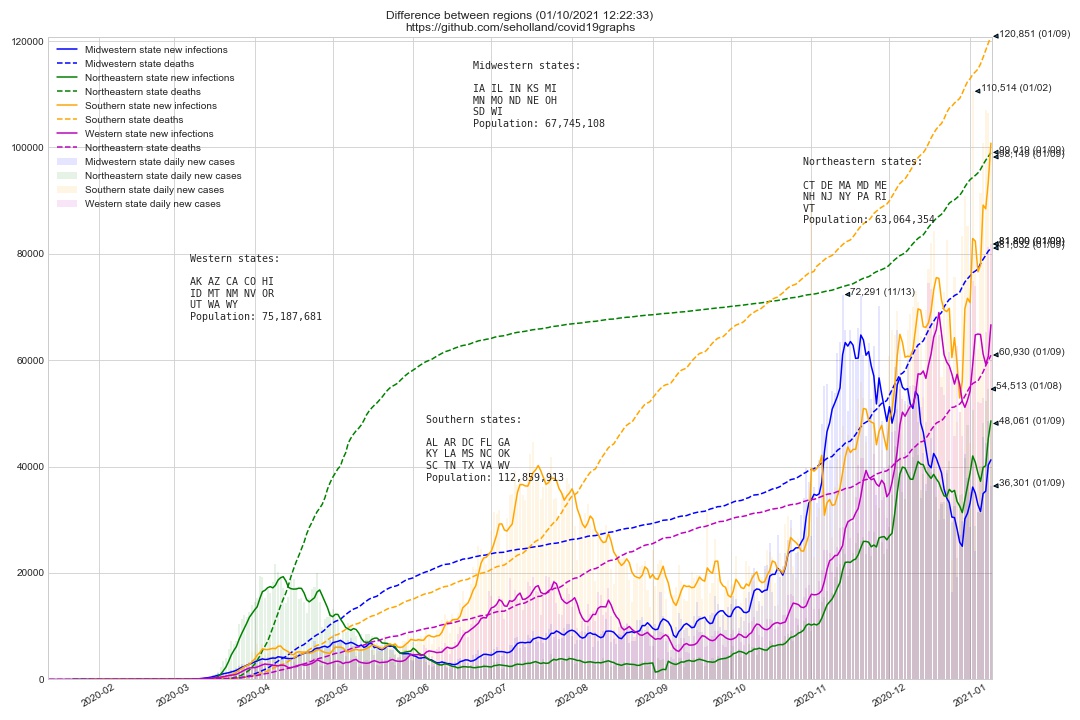 Difference between regions (01/10/2021 12:22:33)
https://github.com/seholland/covid19graphs
120000
100000
80000
60000
40000
20000
0
Midwestern state new infections
Midwestern state deaths
Northeastern state new infections
Northeastern state deaths
Southern state new infections
Southern state deaths
Western state new infections
Northeastern state deaths
Midwestern state daily new cases
Northeastern state daily new cases
Southern state daily new cases
Western state daily new cases
Midwestern states:
IA IL IN KS MI
MN MO ND NE OH
SD WI
Population: 67,745,108
Northeastern states:
CT DE MA MD ME
NH NJ NY PA RI
VT
Population: 63,064,354
Western states:
AK AZ CA CO HI
ID MT NM NV OR
UT WA WY
Population: 75,187,681
Southern states:
AL AR DC FL GA
KY LA MS NC OK
SC TN TX VA WV
Population: 112,859,913
120,851 (01/09)
110,514 (01/02)
72,291 (11/13)
60,930 (01/09)
54,513 (01/08)
48,061 (01/09)
36,301 (01/09)
2020-02
2020-03
2020-04
2020-05
2020-06
2020-07
2020-08
2020-09
2020-10
2020-11
2020-12
2021-01